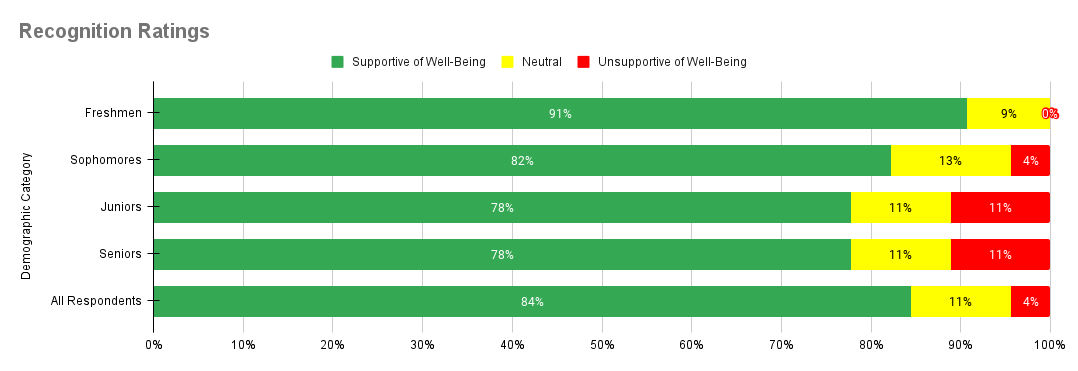 Recognition Ratings
Supportive of Well-Being Neutral Unsupportive of Well-Being
Demographic Category
Freshmen 91% 9% 0%
Sophomores 82% 13% 4%
Juniors 78% 11% 11%
Seniors 78% 11% 11%
All Respondents 84% 11% 4%
0% 10% 20% 30% 40% 50% 60% 70% 80% 90% 100%